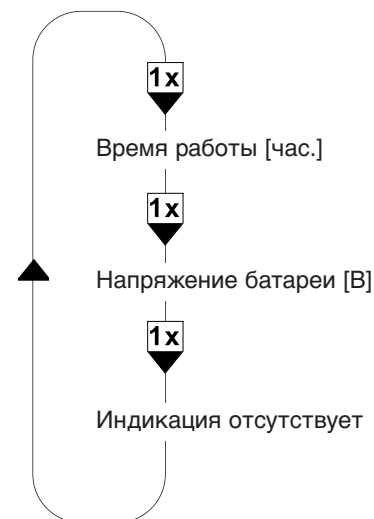 1x
Время работы [час.]
1x
Напряжение батареи [В]
1x
Индикация отсутствует